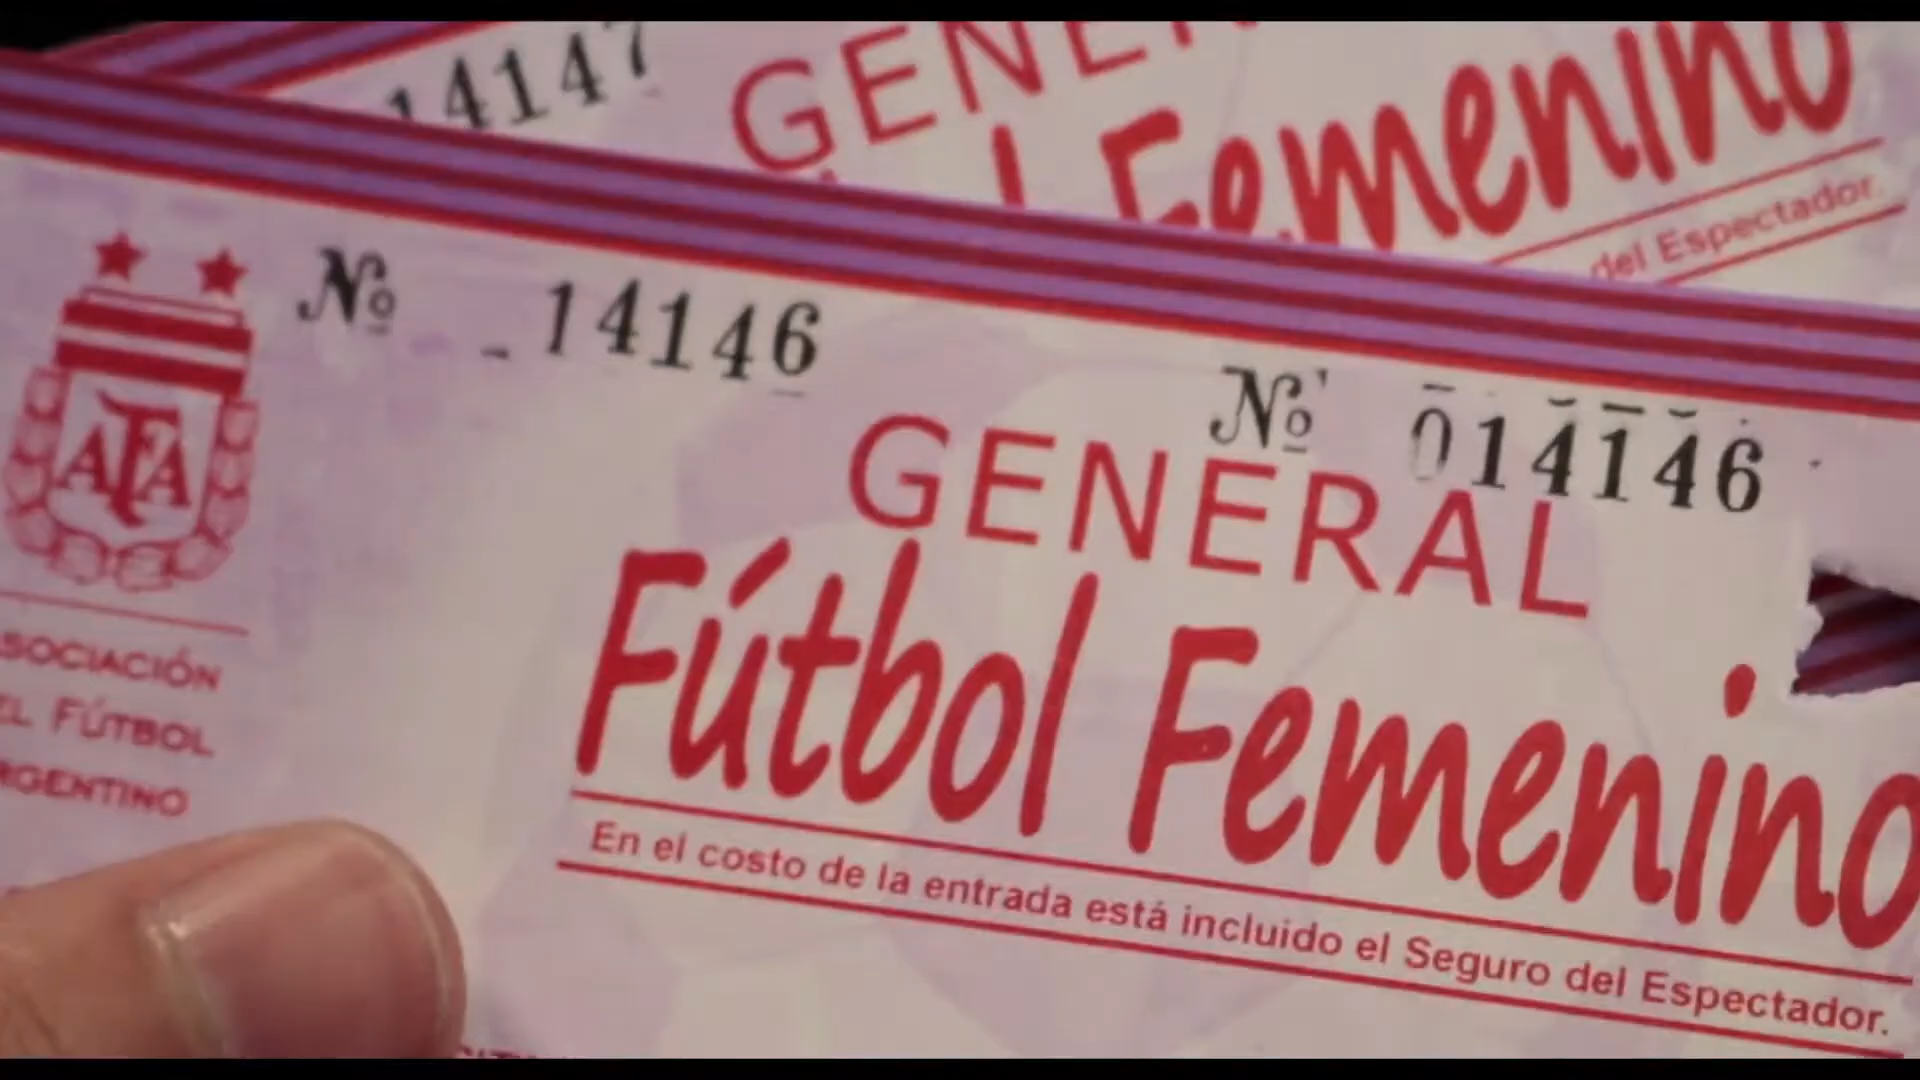 14147
GENER
l Femenino
del Espectador.
Nº 14146
Nº 014146
AFA
SOCIACIÓN
EL FÚTBOL
RGENTINO
GENERAL
Fútbol Femenino
En el costo de la entrada está incluido el Seguro del Espectador.